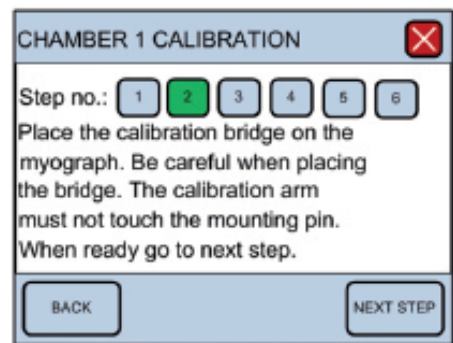 CHAMBER 1 CALIBRATION
Step no.: 1 2 3 4 5 6
Place the calibration bridge on the
myograph. Be careful when placing
the bridge. The calibration arm
must not touch the mounting pin.
When ready go to next step.
BACK NEXT STEP